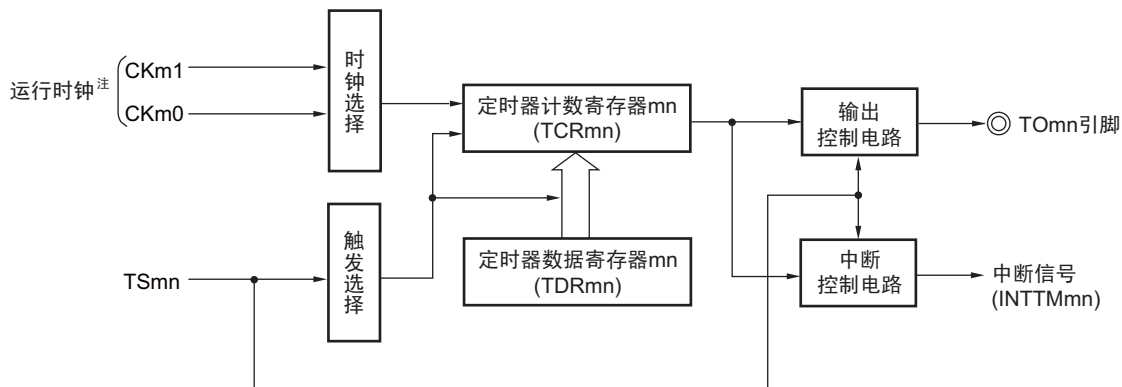 运行时钟注
CKm1
CKm0
时钟选择
定时器计数寄存器mn
(TCRmn)
输出
控制电路
TOmn引脚
TSmn
触发选择
定时器数据寄存器mn
(TDRmn)
中断
控制电路
中断信号
(INTTMmn)